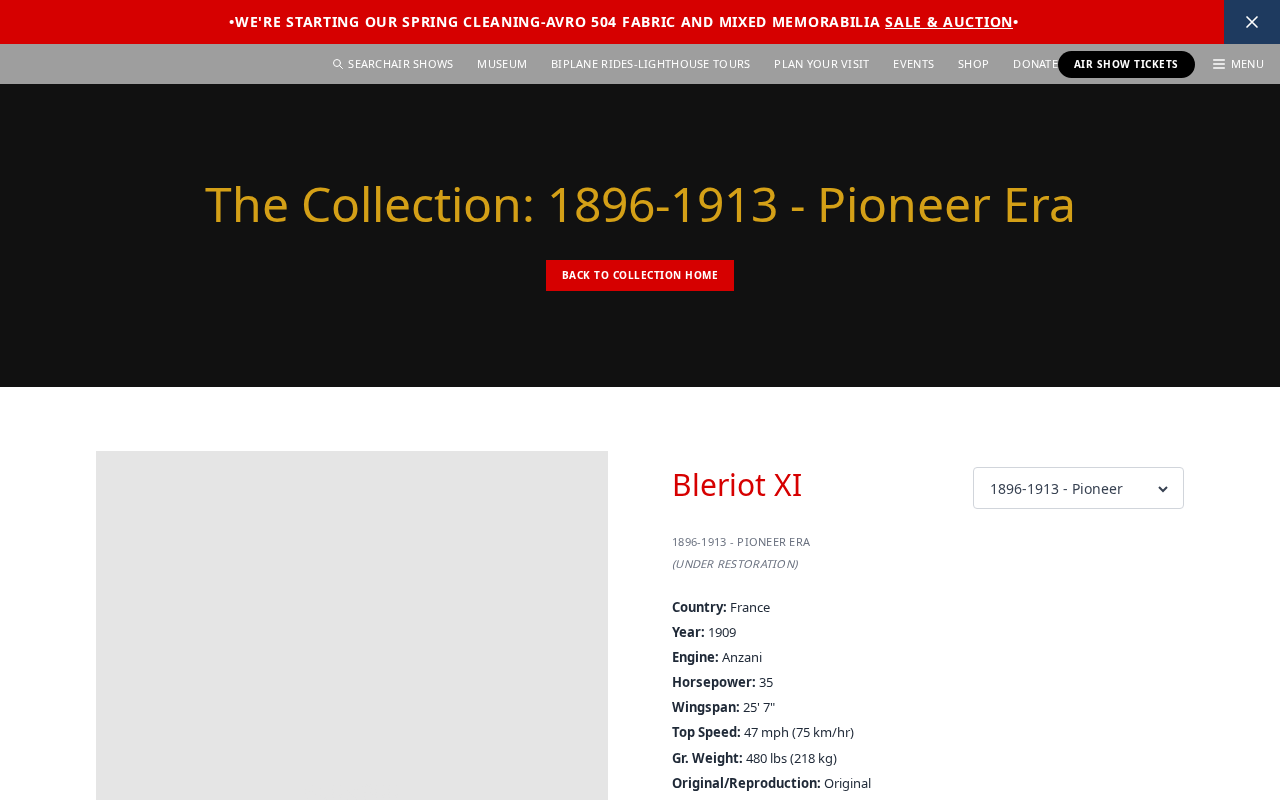 •WE'RE STARTING OUR SPRING CLEANING-AVRO 504 FABRIC AND MIXED MEMORABILIA SALE & AUCTION•
SEARCH AIR SHOWS MUSEUM BIPLANE RIDES-LIGHTHOUSE TOURS PLAN YOUR VISIT EVENTS SHOP DONATE AIR SHOW TICKETS MENU
The Collection: 1896-1913 - Pioneer Era
BACK TO COLLECTION HOME
Bleriot XI
1896-1913 - Pioneer
1896-1913 - PIONEER ERA
(UNDER RESTORATION)
Country: France
Year: 1909
Engine: Anzani
Horsepower: 35
Wingspan: 25' 7"
Top Speed: 47 mph (75 km/hr)
Gr. Weight: 480 lbs (218 kg)
Original/Reproduction: Original